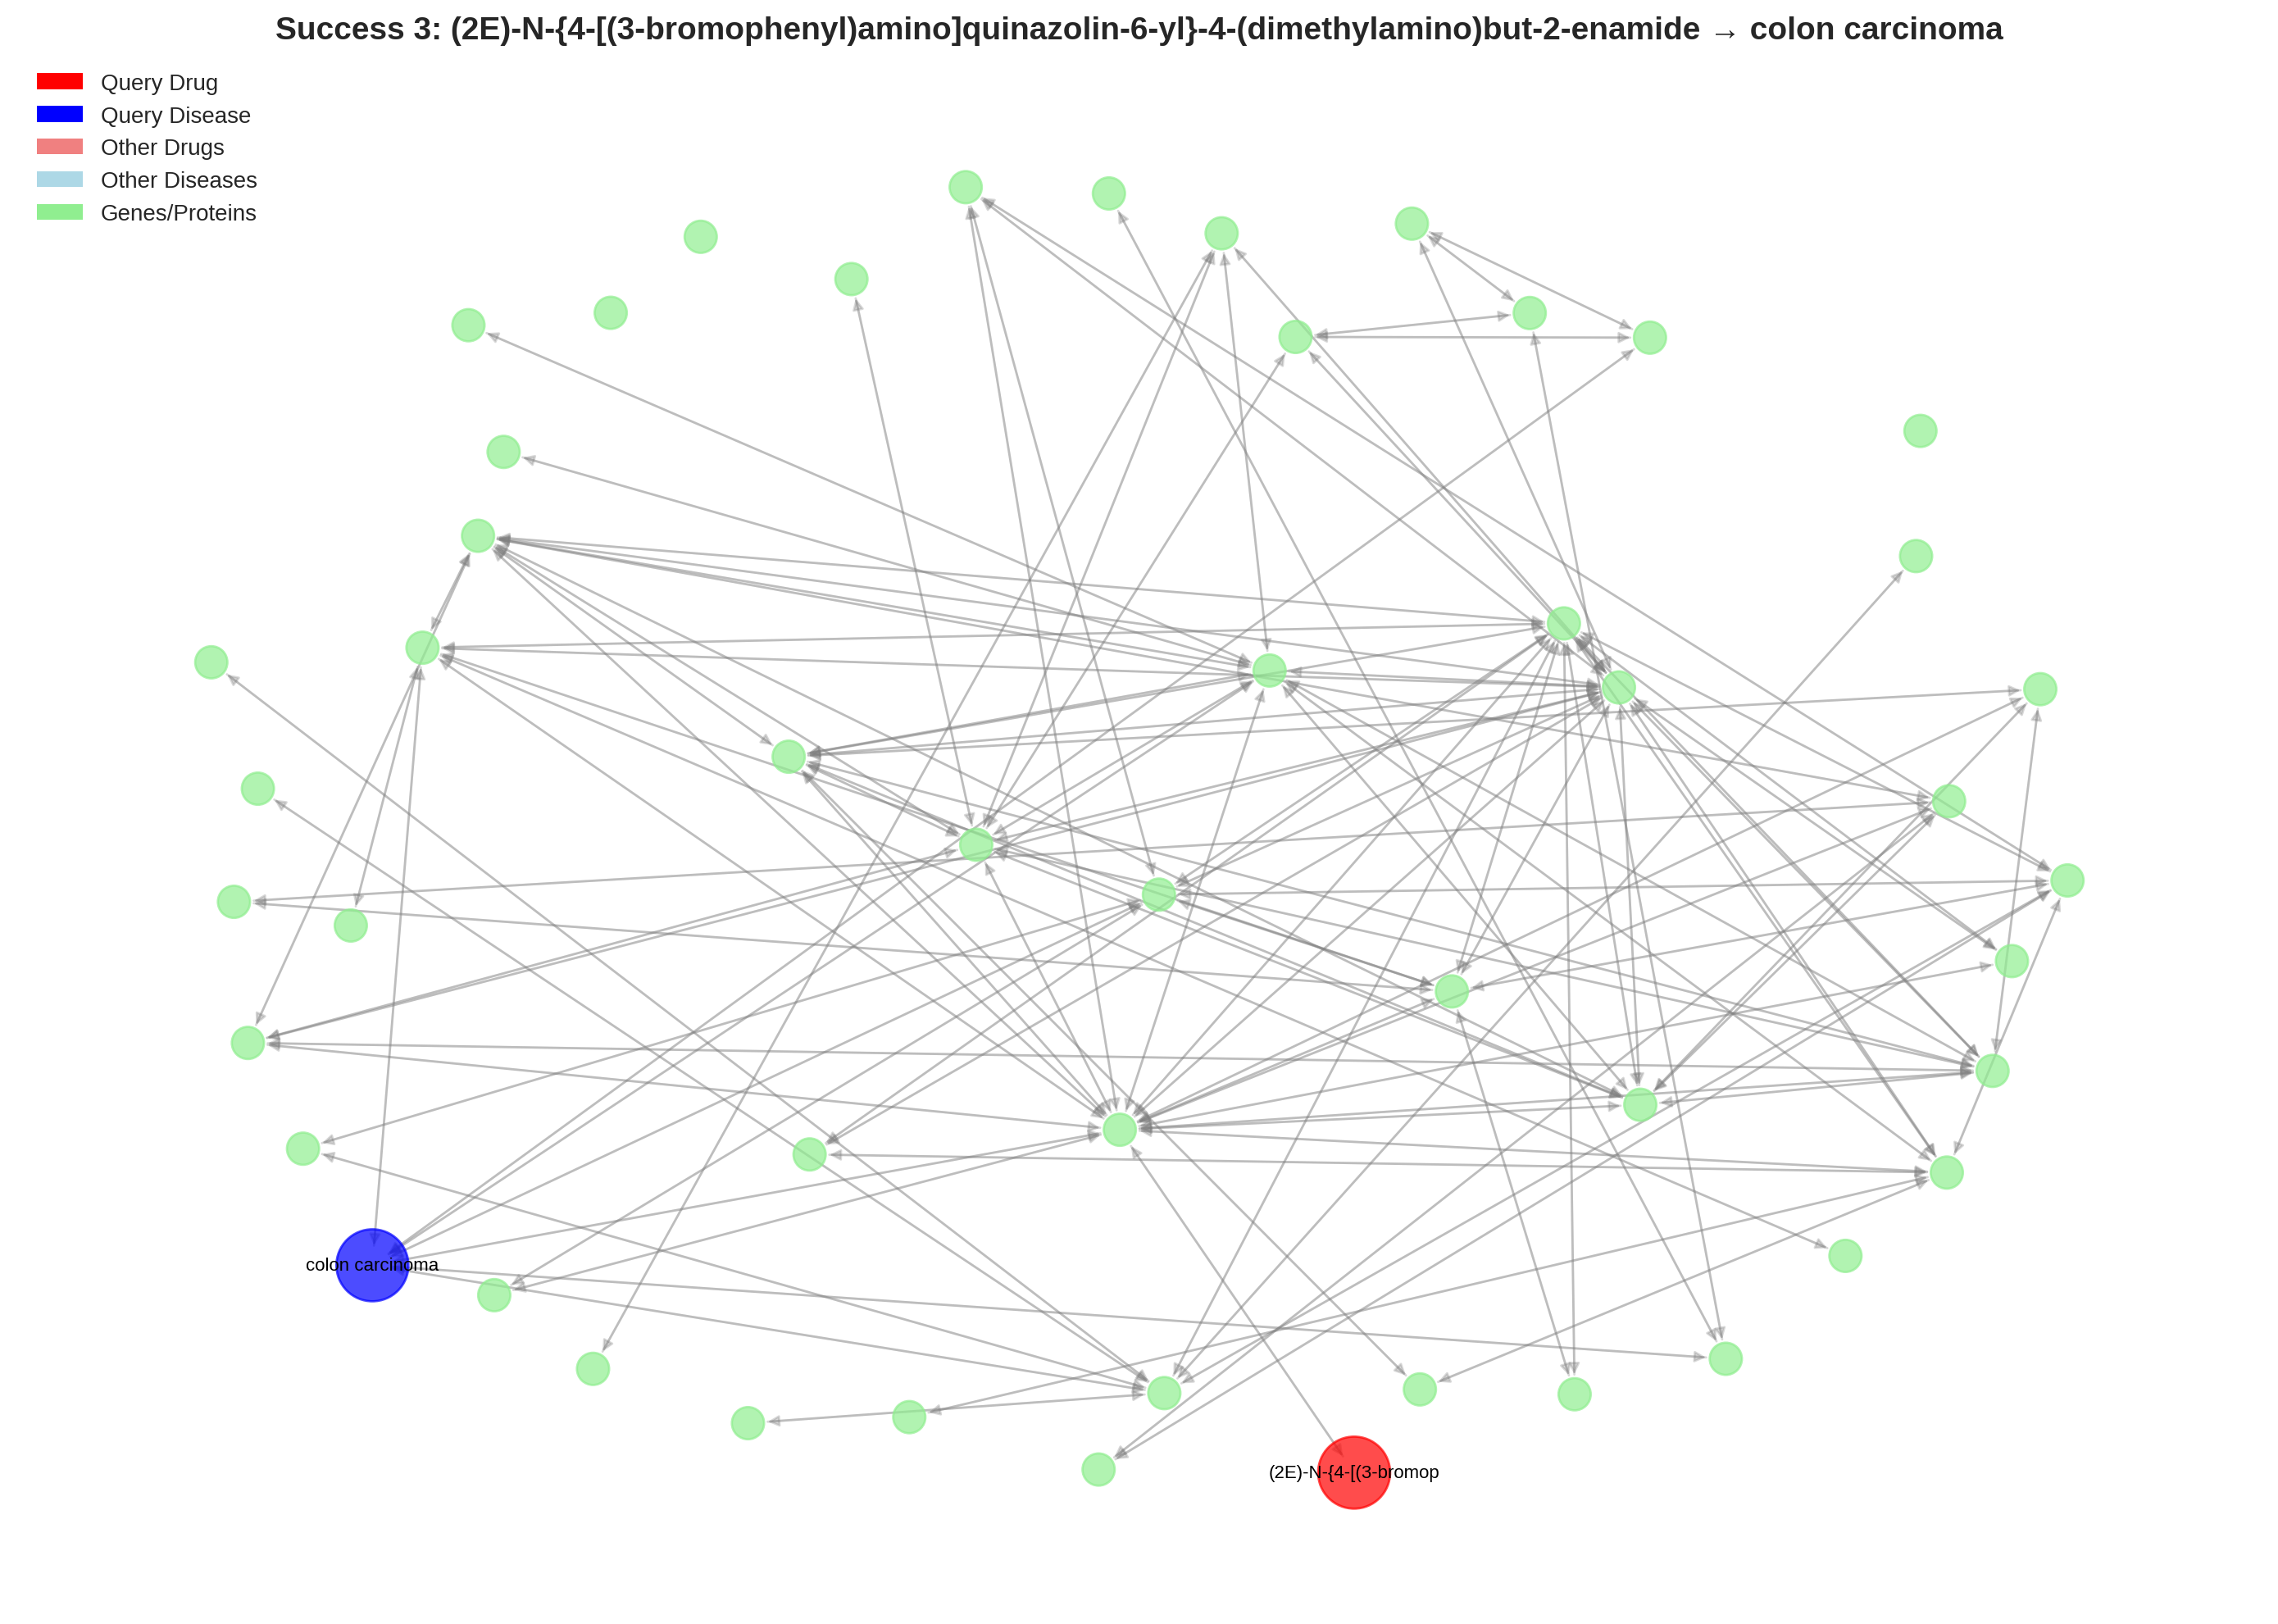 Success 3: (2E)-N-{4-[(3-bromophenyl)amino]quinazolin-6-yl}-4-(dimethylamino)but-2-enamide → colon carcinoma
Query Drug
Query Disease
Other Drugs
Other Diseases
Genes/Proteins
colon carcinoma
(2E)-N-{4-[(3-bromop